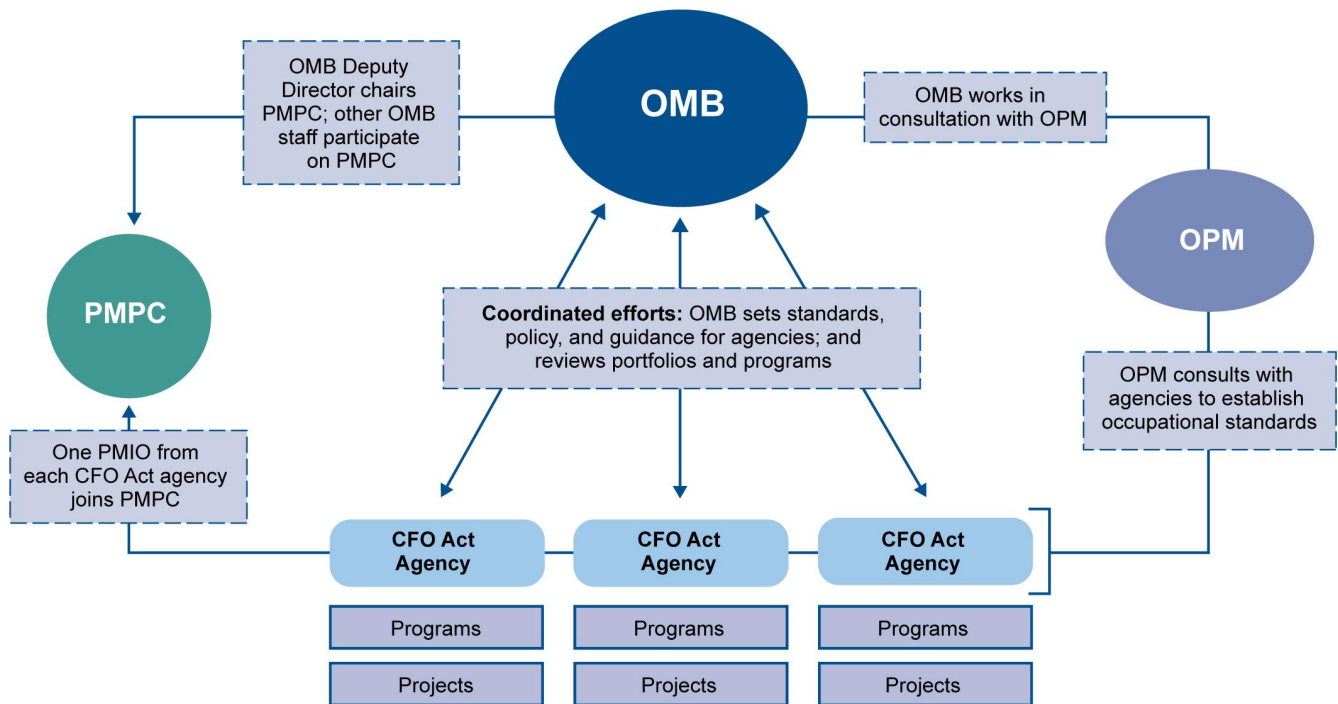 OMB Deputy
Director chairs
PMPC; other OMB
staff participate
on PMPC
OMB
OMB works in
consultation with OPM
PMPC
OPM
Coordinated efforts: OMB sets standards,
policy, and guidance for agencies; and
reviews portfolios and programs
OPM consults with
agencies to establish
occupational standards
One PMIO from
each CFO Act agency
joins PMPC
CFO Act
Agency
CFO Act
Agency
CFO Act
Agency
Programs
Programs
Programs
Projects
Projects
Projects